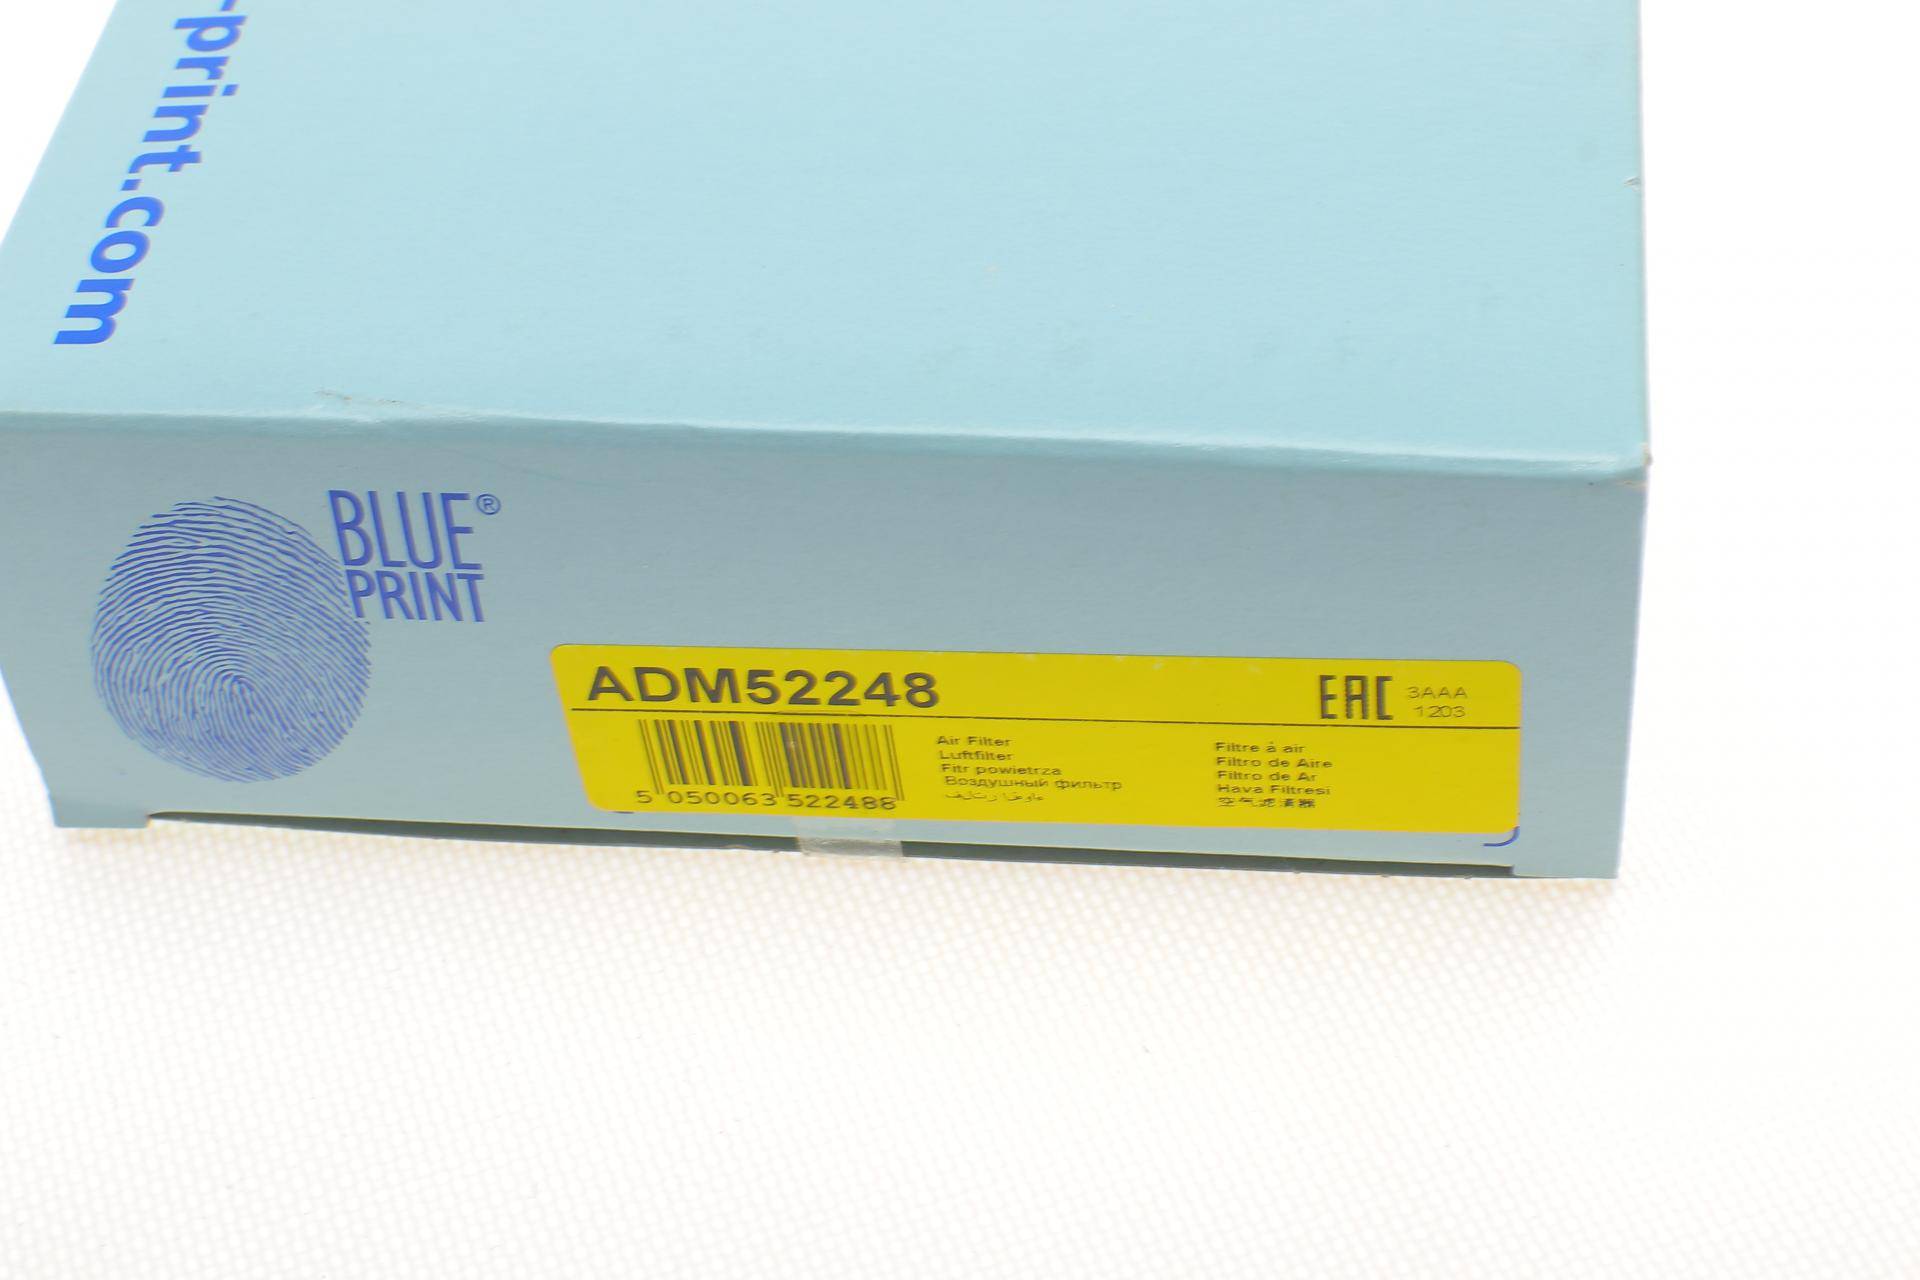 -print.com
BLUE®
PRINT
ADM52248
EAC 3AAA
1203
5 050063 522488
Air Filter
Luftfilter
Fitr powietrza
Воздушный фильтр
Filtre à air
Filtro de Aire
Filtro de Ar
Hava Filtresi